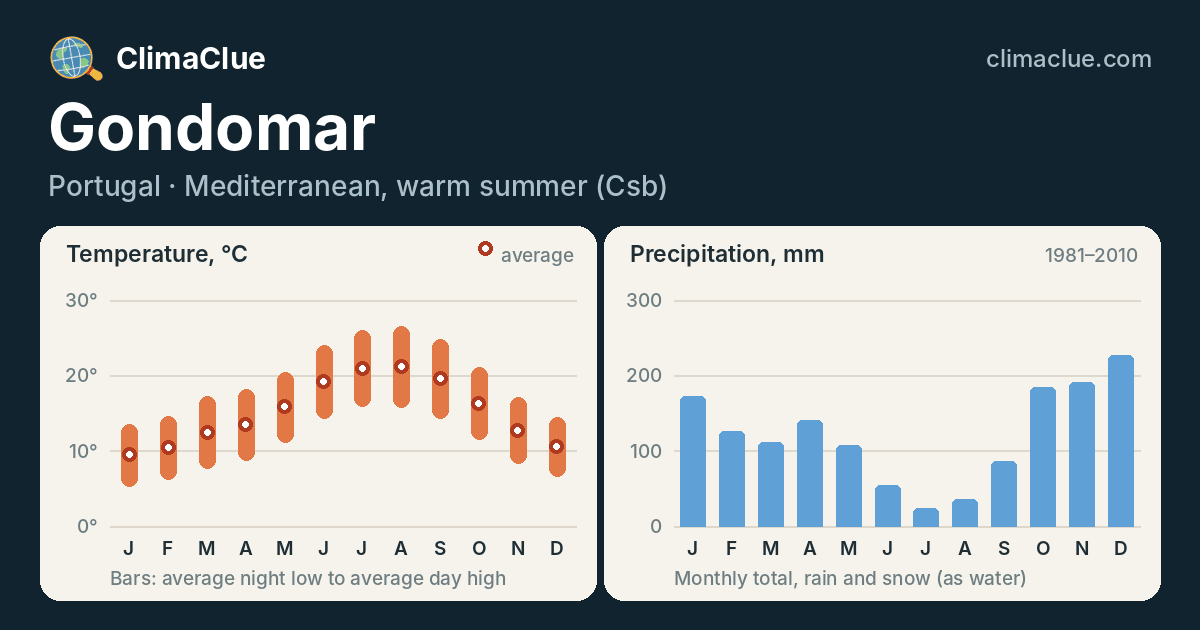 ClimaClue
climaclue.com
Gondomar
Portugal · Mediterranean, warm summer (Csb)
Temperature, °C
average
30°
20°
10°
0°
J F M A M J J A S O N D
Bars: average night low to average day high
Precipitation, mm
1981–2010
300
200
100
0
J F M A M J J A S O N D
Monthly total, rain and snow (as water)